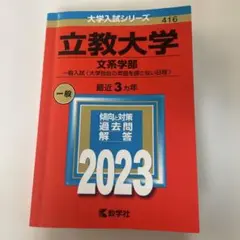 大学入試シリーズ
416
立教大学
文系学部
一般入試〈大学独自の英語を課さない日程〉
最近3カ年
一般
傾向と対策
過去問
解答
2023
教学社